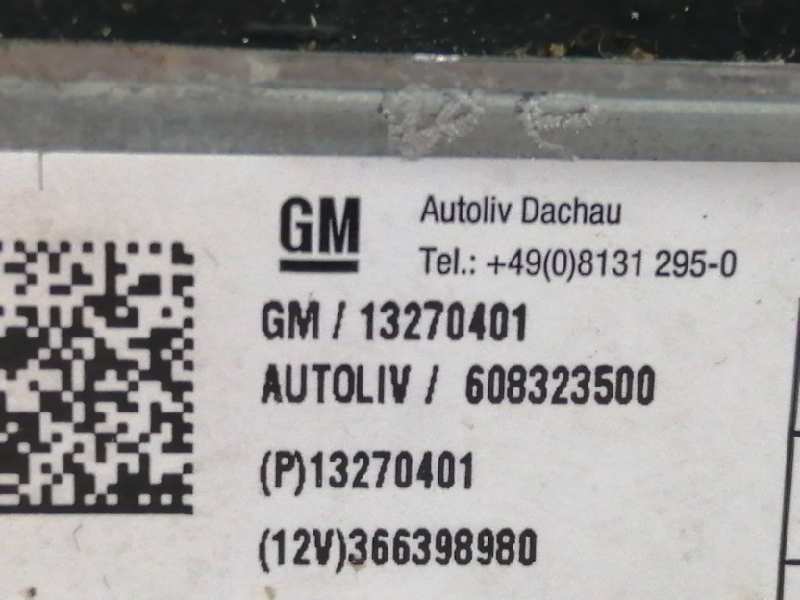 GM
Autoliv Dachau
Tel.: +49(0)8131 295-0
GM / 13270401
AUTOLIV / 608323500
(P)13270401
(12V)366398980